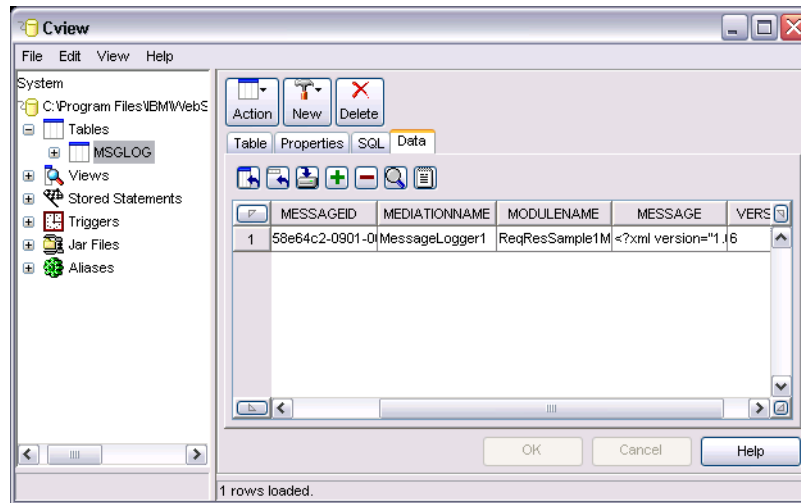 Cview
File Edit View Help
System
C:\Program Files\IBM\WebS
Tables
MSGLOG
Views
Stored Statements
Triggers
Jar Files
Aliases
Action New Delete
Table Properties SQL Data
MESSAGEID MEDIATIONNAME MODULENAME MESSAGE VERS
1 58e64c2-0901-0 MessageLogger1 ReqResSample1M <?xml version="1. 6
OK Cancel Help
1 rows loaded.